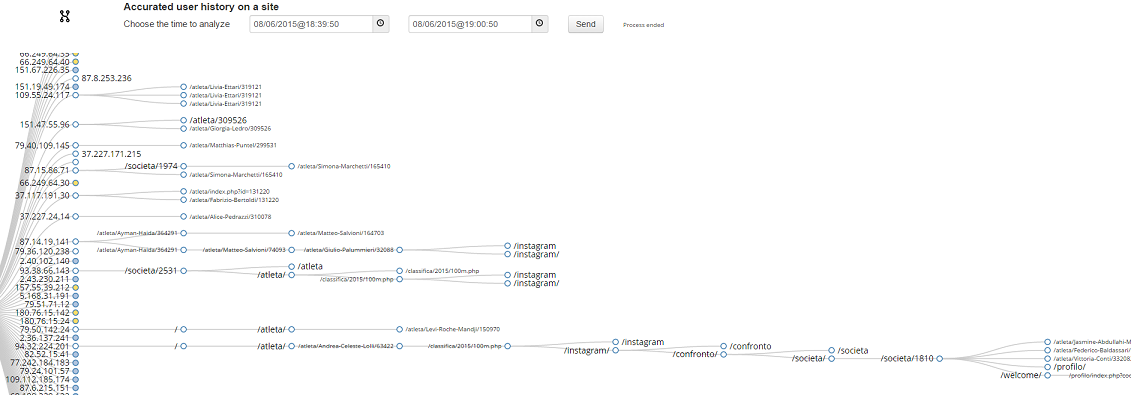 Accurated user history on a site
Choose the time to analyze 08/06/2015@18:39:50 08/06/2015@19:00:50 Send Process ended
66.249.64.40
151.67.226.35
87.8.253.236
151.19.49.174 /atleta/Livia-Ettari/319121
109.55.24.117 /atleta/Livia-Ettari/319121
/atleta/Livia-Ettari/319121
/atleta/309526
151.47.55.96
/atleta/Giorgia-Ledro/309526
79.40.109.145 /atleta/Matthias-Puntel/299531
37.227.171.215
/societa/1974 /atleta/Simona-Marchetti/165410
87.15.86.71
/atleta/Simona-Marchetti/165410
66.249.64.30
/atleta/index.php?id=131220
37.117.191.30
/atleta/Fabrizio-Bertoldi/131220
37.227.24.14 /atleta/Alice-Pedrazzi/310078
/atleta/Ayman-Haida/364291 /atleta/Matteo-Salvioni/164703
87.14.19.141
/instagram
79.36.120.238 /atleta/Ayman-Haida/364291 /atleta/Matteo-Salvioni/74093 /atleta/Giulio-Palummieri/32088
/instagram/
2.40.102.140
/atleta
93.38.66.143 /societa/2531 /classifica/2015/100m.php
/atleta/ /instagram
2.43.230.211 /classifica/2015/100m.php
/instagram/
157.55.39.212
5.168.31.191
79.51.71.12
180.76.15.142
180.76.15.24
79.50.142.24 / /atleta/ /atleta/Levi-Roche-Mandji/150970
2.36.137.241
/instagram
94.32.224.201 / /atleta/ /atleta/Andrea-Celeste-Lolli/63422 /classifica/2015/100m.php /confronto
/instagram/ /societa
82.52.15.41 /confronto/
/societa/ /societa/1810
/atleta/Jasmine-Abdullahi-M
/atleta/Federico-Baldassari/
/atleta/Vittoria-Conti/33208
77.242.184.183
/profilo/
79.24.101.57
/welcome/ /profilo/index.php?coo
109.112.185.174
87.6.215.151